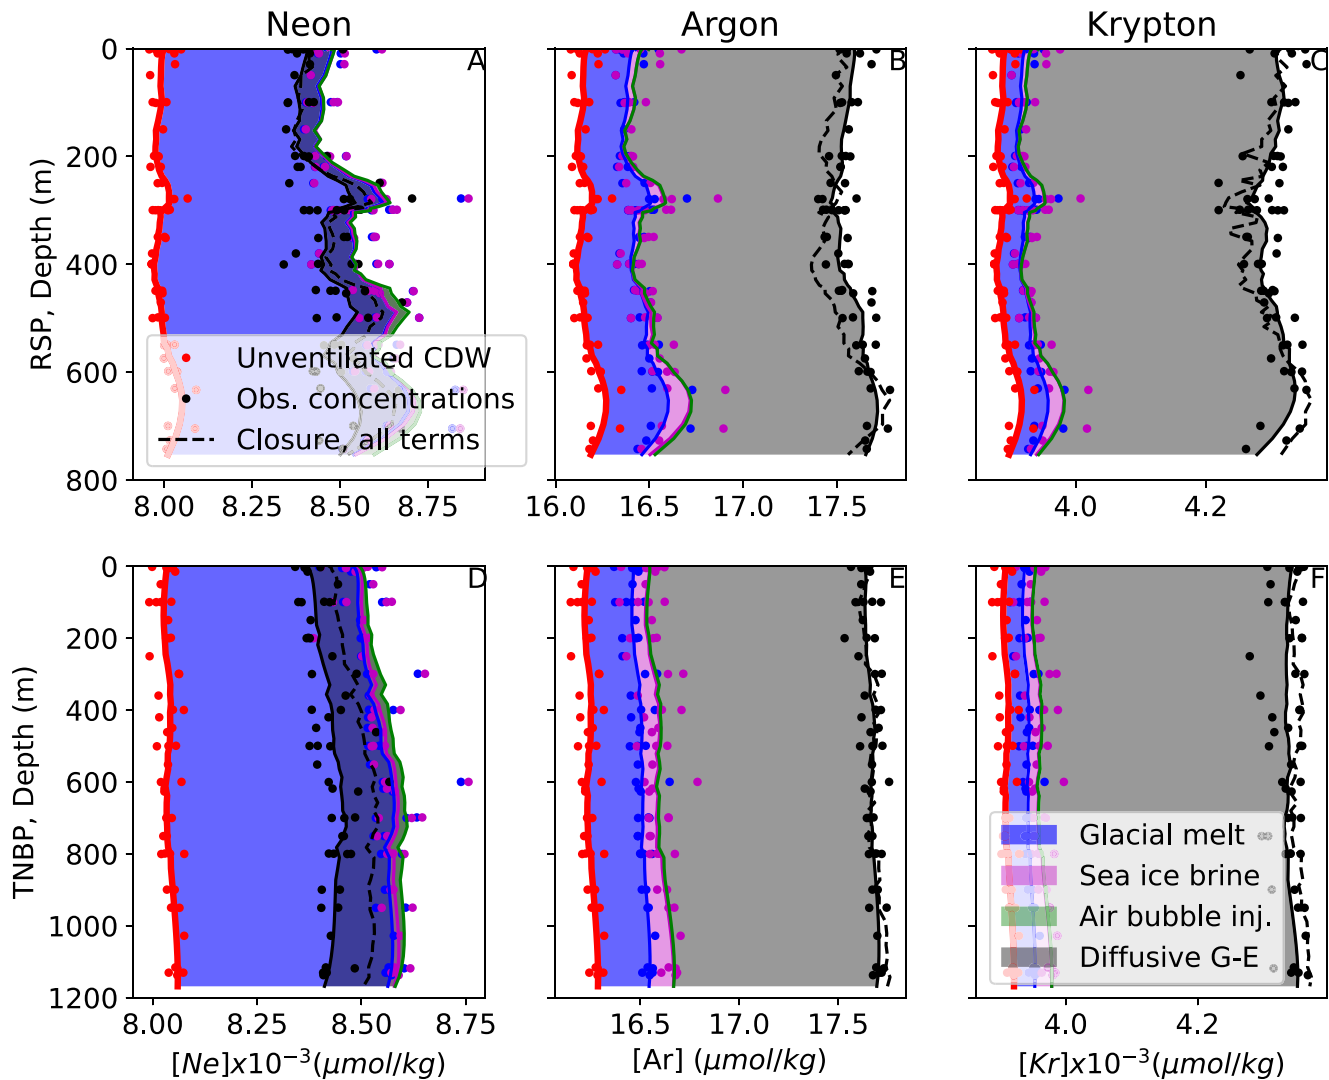 Neon
Argon
Krypton
A
B
C
0
200
400
600
800
RSP, Depth (m)
Unventilated CDW
Obs. concentrations
Closure, all terms
8.00
8.25
8.50
8.75
16.0
16.5
17.0
17.5
4.0
4.2
D
E
F
0
200
400
600
800
1000
1200
TNBP, Depth (m)
Glacial melt
Sea ice brine
Air bubble inj.
Diffusive G-E
8.00
8.25
8.50
8.75
16.5
17.0
17.5
4.0
4.2
[Ne]x10⁻³(μmol/kg)
[Ar] (μmol/kg)
[Kr]x10⁻³(μmol/kg)